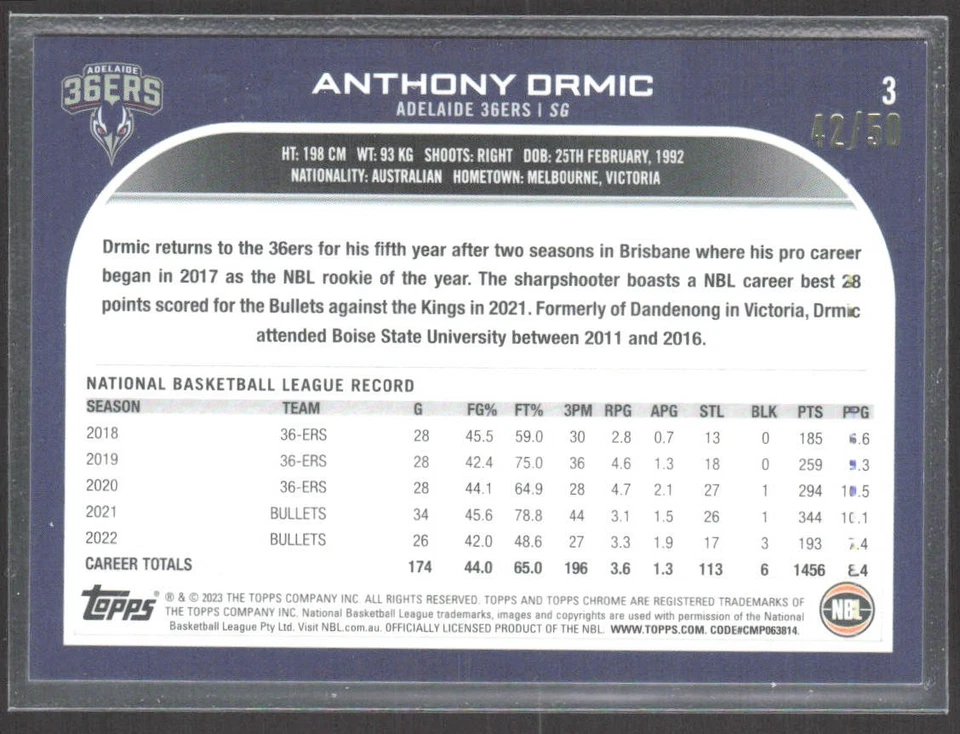 ADELAIDE
36ERS
ANTHONY DRMIC
ADELAIDE 36ERS | SG
3
42/50
HT: 198 CM WT: 93 KG SHOOTS: RIGHT DOB: 25TH FEBRUARY, 1992
NATIONALITY: AUSTRALIAN HOMETOWN: MELBOURNE, VICTORIA
Drmic returns to the 36ers for his fifth year after two seasons in Brisbane where his pro career
began in 2017 as the NBL rookie of the year. The sharpshooter boasts a NBL career best 28
points scored for the Bullets against the Kings in 2021. Formerly of Dandenong in Victoria, Drmic
attended Boise State University between 2011 and 2016.
NATIONAL BASKETBALL LEAGUE RECORD
SEASON TEAM G FG% FT% 3PM RPG APG STL BLK PTS PPG
2018 36-ERS 28 45.5 59.0 30 2.8 0.7 13 0 185 6.6
2019 36-ERS 28 42.4 75.0 36 4.6 1.3 18 0 259 9.3
2020 36-ERS 28 44.1 64.9 28 4.7 2.1 27 1 294 10.5
2021 BULLETS 34 45.6 78.8 44 3.1 1.5 26 1 344 10.1
2022 BULLETS 26 42.0 48.6 27 3.3 1.9 17 3 193 7.4
CAREER TOTALS 174 44.0 65.0 196 3.6 1.3 113 6 1456 8.4
topps
® & © 2023 THE TOPPS COMPANY INC. ALL RIGHTS RESERVED. TOPPS AND TOPPS CHROME ARE REGISTERED TRADEMARKS OF
THE TOPPS COMPANY INC. National Basketball League trademarks, images and copyrights are used with permission of the National
Basketball League Pty Ltd. Visit NBL.com.au. OFFICIALLY LICENSED PRODUCT OF THE NBL. WWW.TOPPS.COM. CODE#CMP063814.
NBL